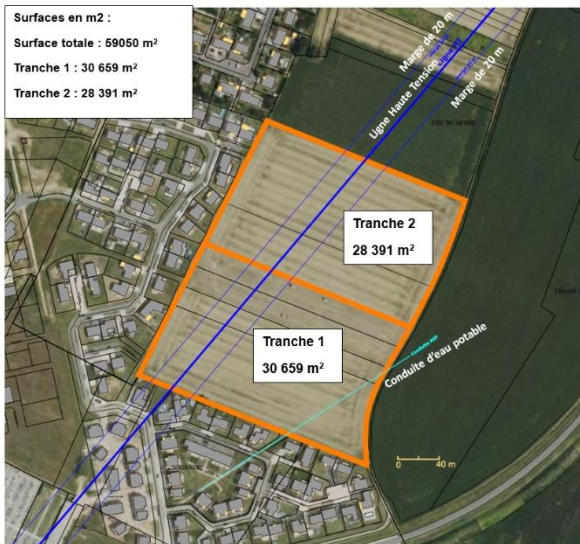 Surfaces en m2 :
Surface totale : 59050 m²
Tranche 1 : 30 659 m²
Tranche 2 : 28 391 m²
Marge de 20 m
Ligne Haute Tension
Marge de 20 m
Tranche 2
28 391 m²
Tranche 1
30 659 m²
Conduite AEP
Conduite d'eau potable
0 40 m